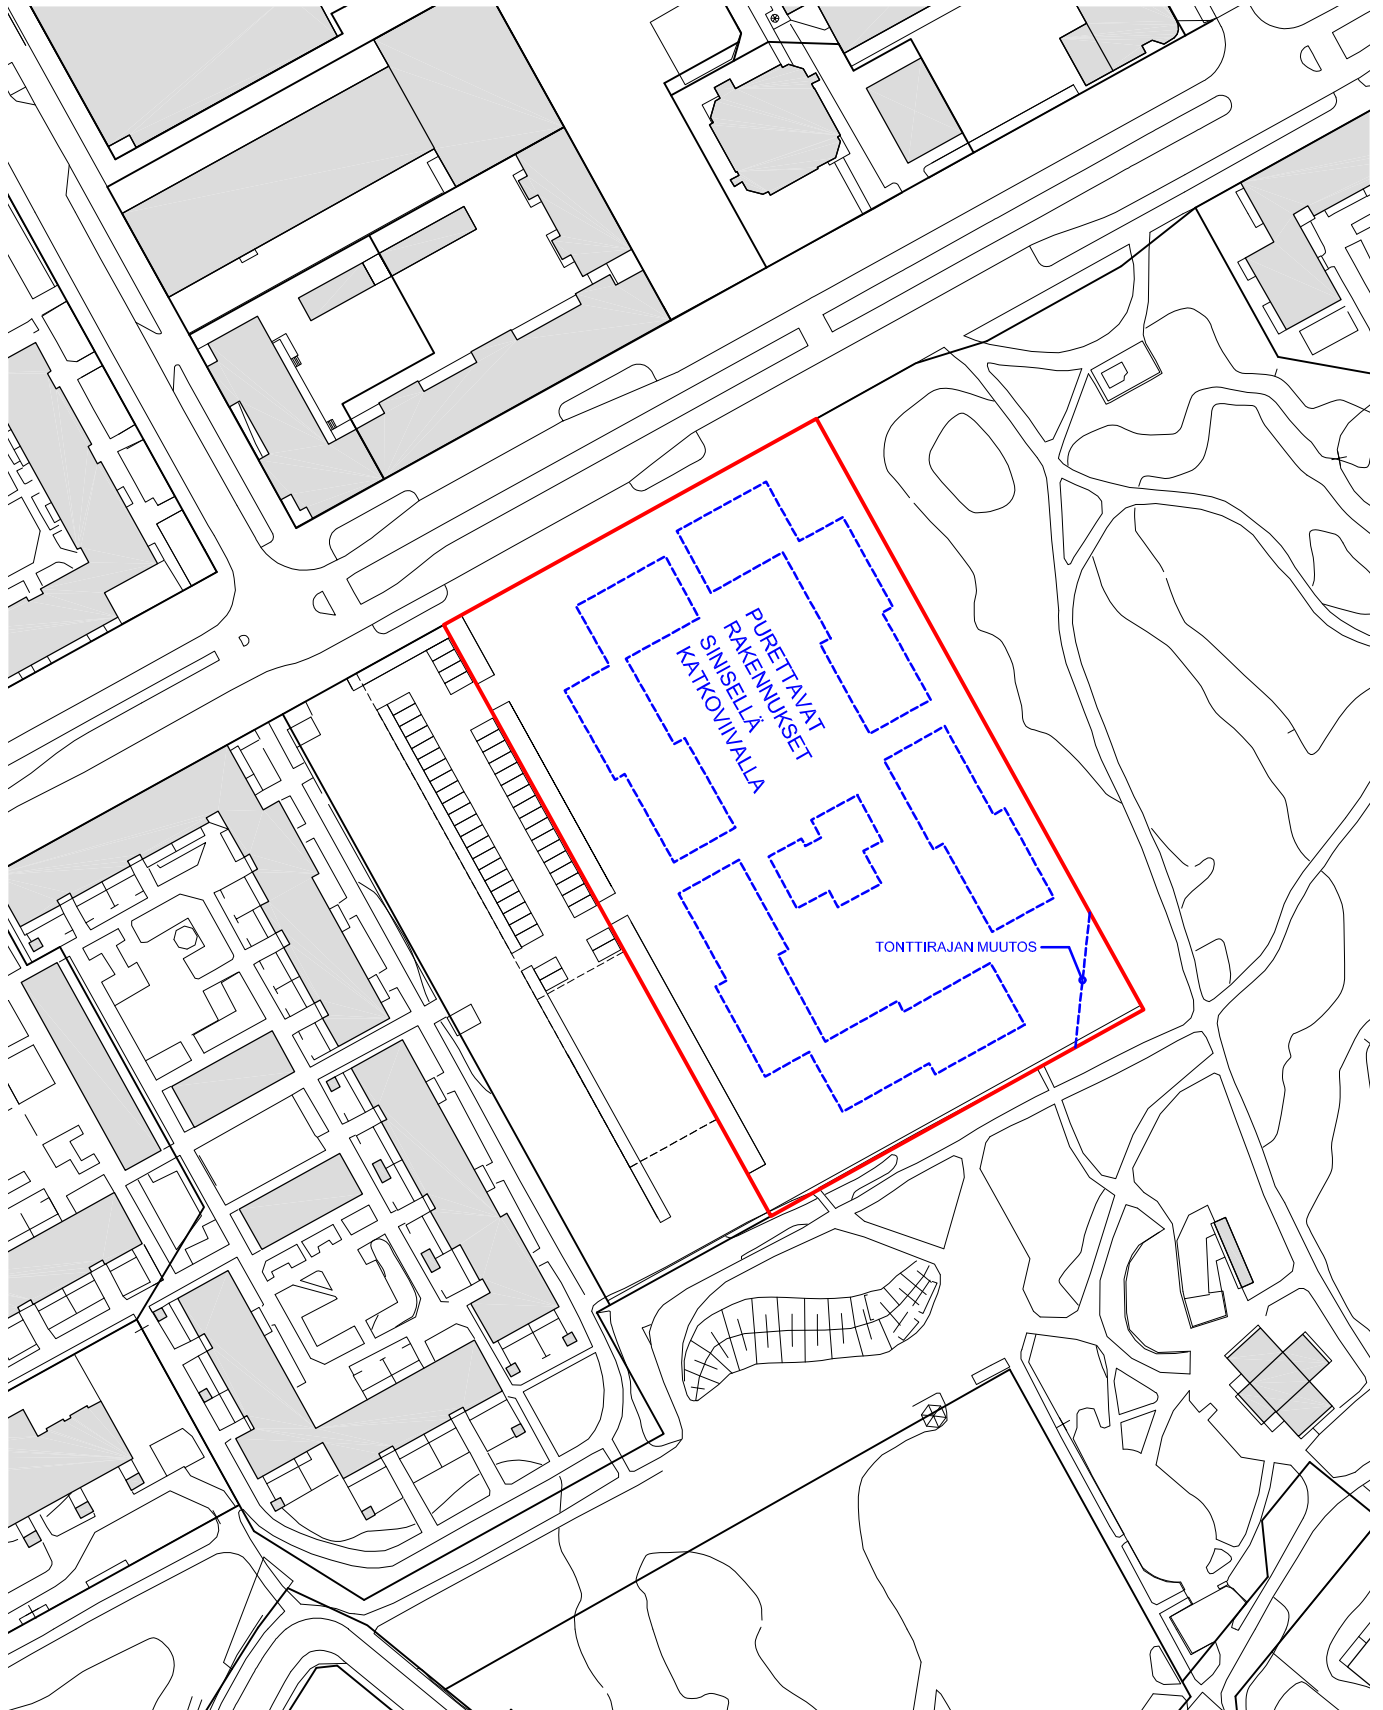 PURETTAVAT
RAKENNUKSET
SINISELLÄ
KATKOVIIVALLA
TONTTIRAJAN MUUTOS